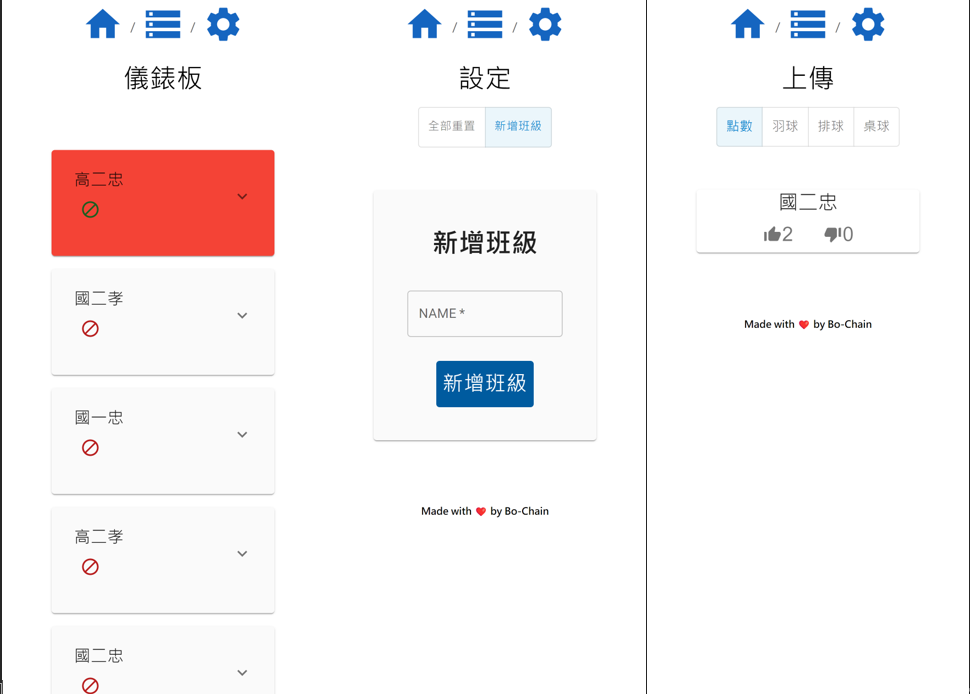 / /
儀錶板
高二忠
國二孝
國一忠
高二孝
國二忠
/ /
設定
全部重置 新增班級
新增班級
NAME *
新增班級
Made with ❤️ by Bo-Chain
/ /
上傳
點數 羽球 排球 桌球
國二忠
2 0
Made with ❤️ by Bo-Chain